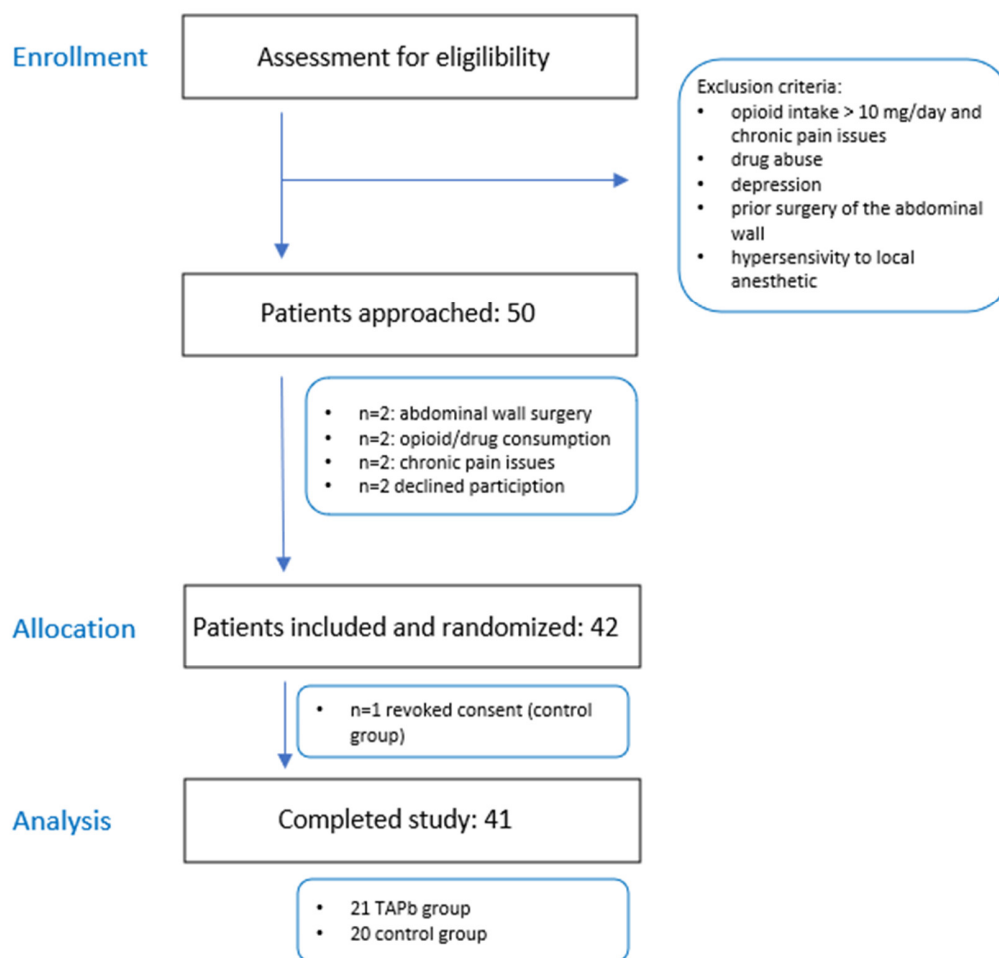 Enrollment
Assessment for eligilibility
Exclusion criteria:
• opioid intake > 10 mg/day and
chronic pain issues
• drug abuse
• depression
• prior surgery of the abdominal
wall
• hypersensivity to local
anesthetic
Patients approached: 50
• n=2: abdominal wall surgery
• n=2: opioid/drug consumption
• n=2: chronic pain issues
• n=2 declined particiption
Allocation
Patients included and randomized: 42
• n=1 revoked consent (control
group)
Analysis
Completed study: 41
• 21 TAPb group
• 20 control group